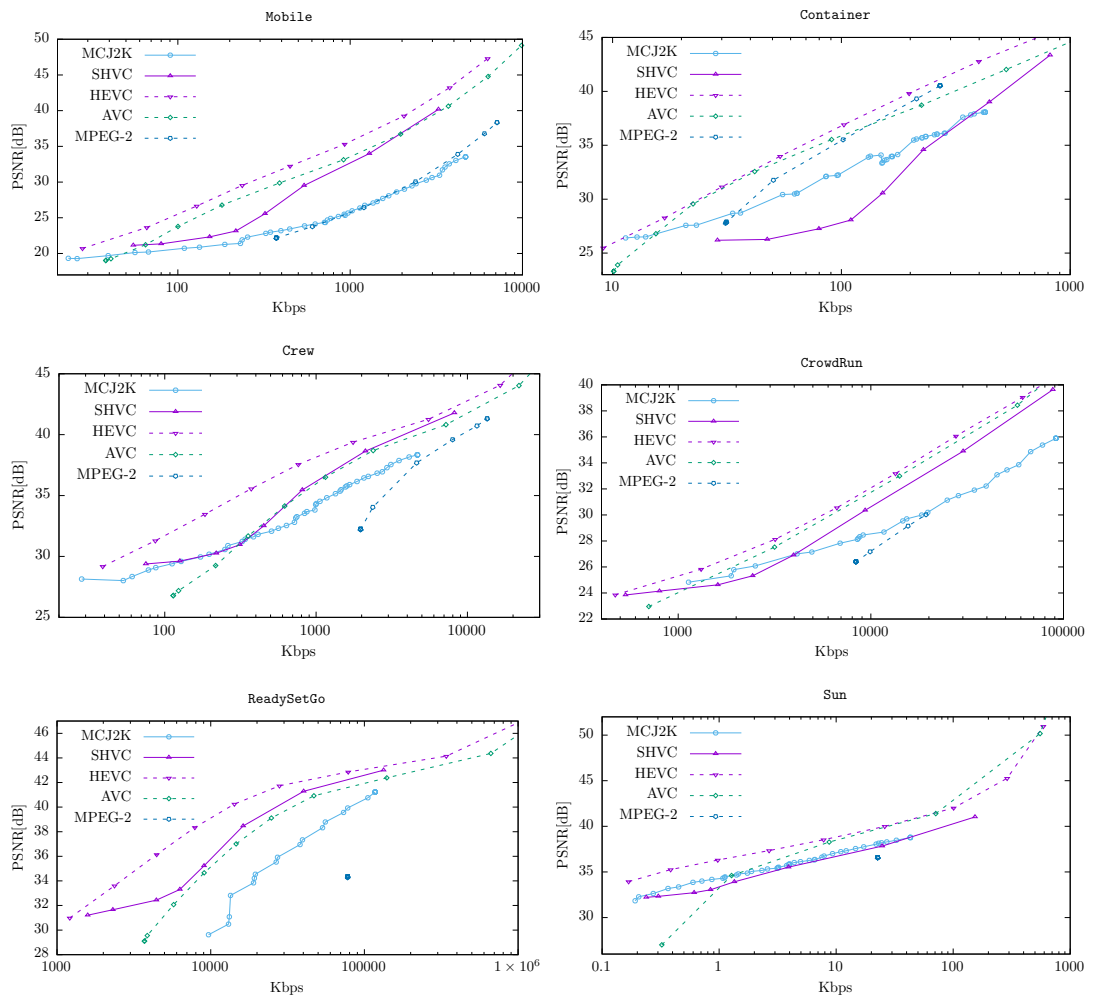 Mobile
PSNR[dB]
50
45
40
35
30
25
20
MCJ2K
SHVC
HEVC
AVC
MPEG-2
100
1000
10000
Kbps
Container
PSNR[dB]
45
40
35
30
25
MCJ2K
SHVC
HEVC
AVC
MPEG-2
10
100
1000
Kbps
Crew
PSNR[dB]
45
40
35
30
25
MCJ2K
SHVC
HEVC
AVC
MPEG-2
100
1000
10000
Kbps
CrowdRun
PSNR[dB]
40
38
36
34
32
30
28
26
24
22
MCJ2K
SHVC
HEVC
AVC
MPEG-2
1000
10000
100000
Kbps
ReadySetGo
PSNR[dB]
46
44
42
40
38
36
34
32
30
28
MCJ2K
SHVC
HEVC
AVC
MPEG-2
1000
10000
100000
1 × 10⁶
Kbps
Sun
PSNR[dB]
50
45
40
35
30
MCJ2K
SHVC
HEVC
AVC
MPEG-2
0.1
1
10
100
1000
Kbps